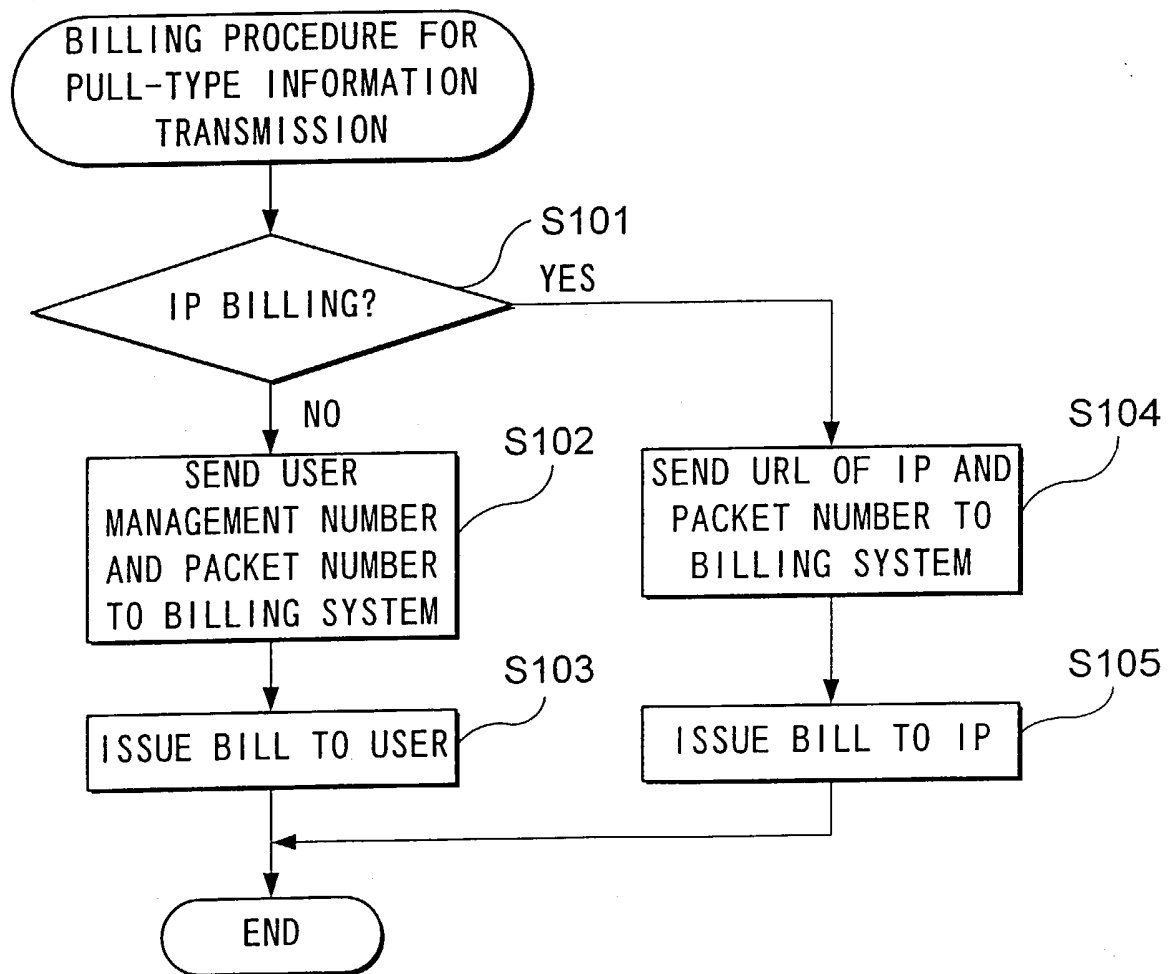 BILLING PROCEDURE FOR
PULL-TYPE INFORMATION
TRANSMISSION
S101
IP BILLING?
YES
NO
S102
SEND USER
MANAGEMENT NUMBER
AND PACKET NUMBER
TO BILLING SYSTEM
S104
SEND URL OF IP AND
PACKET NUMBER TO
BILLING SYSTEM
S103
ISSUE BILL TO USER
S105
ISSUE BILL TO IP
END